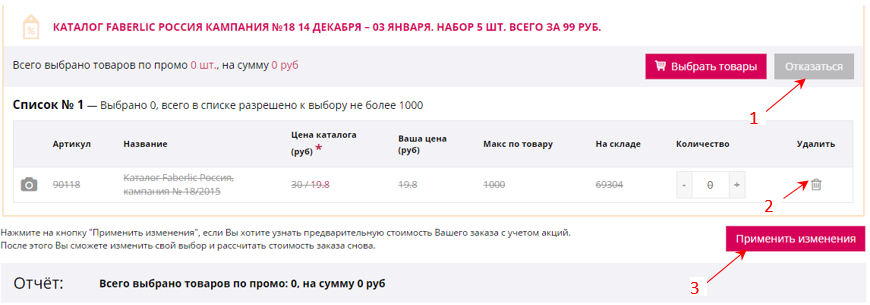 КАТАЛОГ FABERLIC РОССИЯ КАМПАНИЯ №18 14 ДЕКАБРЯ – 03 ЯНВАРЯ. НАБОР 5 ШТ. ВСЕГО ЗА 99 РУБ.
Всего выбрано товаров по промо 0 шт., на сумму 0 руб
Выбрать товары
Отказаться
1
Список № 1 — Выбрано 0, всего в списке разрешено к выбору не более 1000
Артикул Название Цена каталога (руб) * Ваша цена (руб) Макс по товару На складе Количество Удалить
90118 Каталог Faberlic Россия, кампания № 18/2015 30 / 19.8 19.8 1000 69304 - 0 +
2
Нажмите на кнопку "Применить изменения", если Вы хотите узнать предварительную стоимость Вашего заказа с учетом акций.
После этого Вы сможете изменить свой выбор и рассчитать стоимость заказа снова.
Применить изменения
3
Отчёт: Всего выбрано товаров по промо: 0, на сумму 0 руб